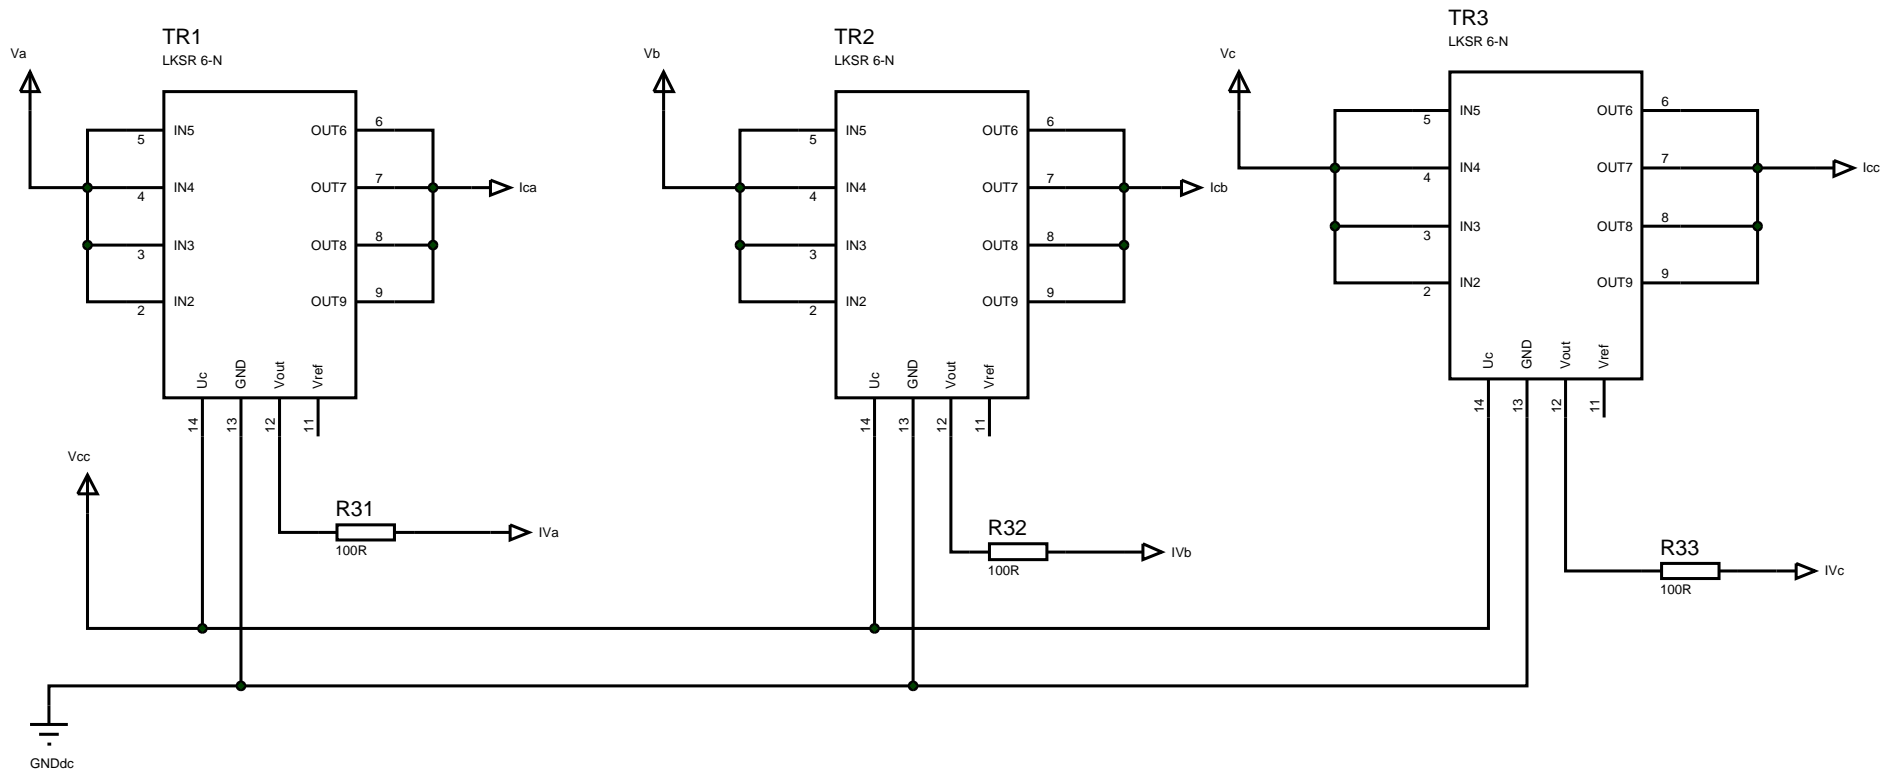 TR1
LKSR 6-N
Va
5 IN5 OUT6 6
4 IN4 OUT7 7 Ica
3 IN3 OUT8 8
2 IN2 OUT9 9
Uc GND Vout Vref
14 13 12 11
R31
100R
IVa
TR2
LKSR 6-N
Vb
5 IN5 OUT6 6
4 IN4 OUT7 7 Icb
3 IN3 OUT8 8
2 IN2 OUT9 9
Uc GND Vout Vref
14 13 12 11
R32
100R
IVb
TR3
LKSR 6-N
Vc
5 IN5 OUT6 6
4 IN4 OUT7 7 Icc
3 IN3 OUT8 8
2 IN2 OUT9 9
Uc GND Vout Vref
14 13 12 11
R33
100R
IVc
Vcc
GNDdc